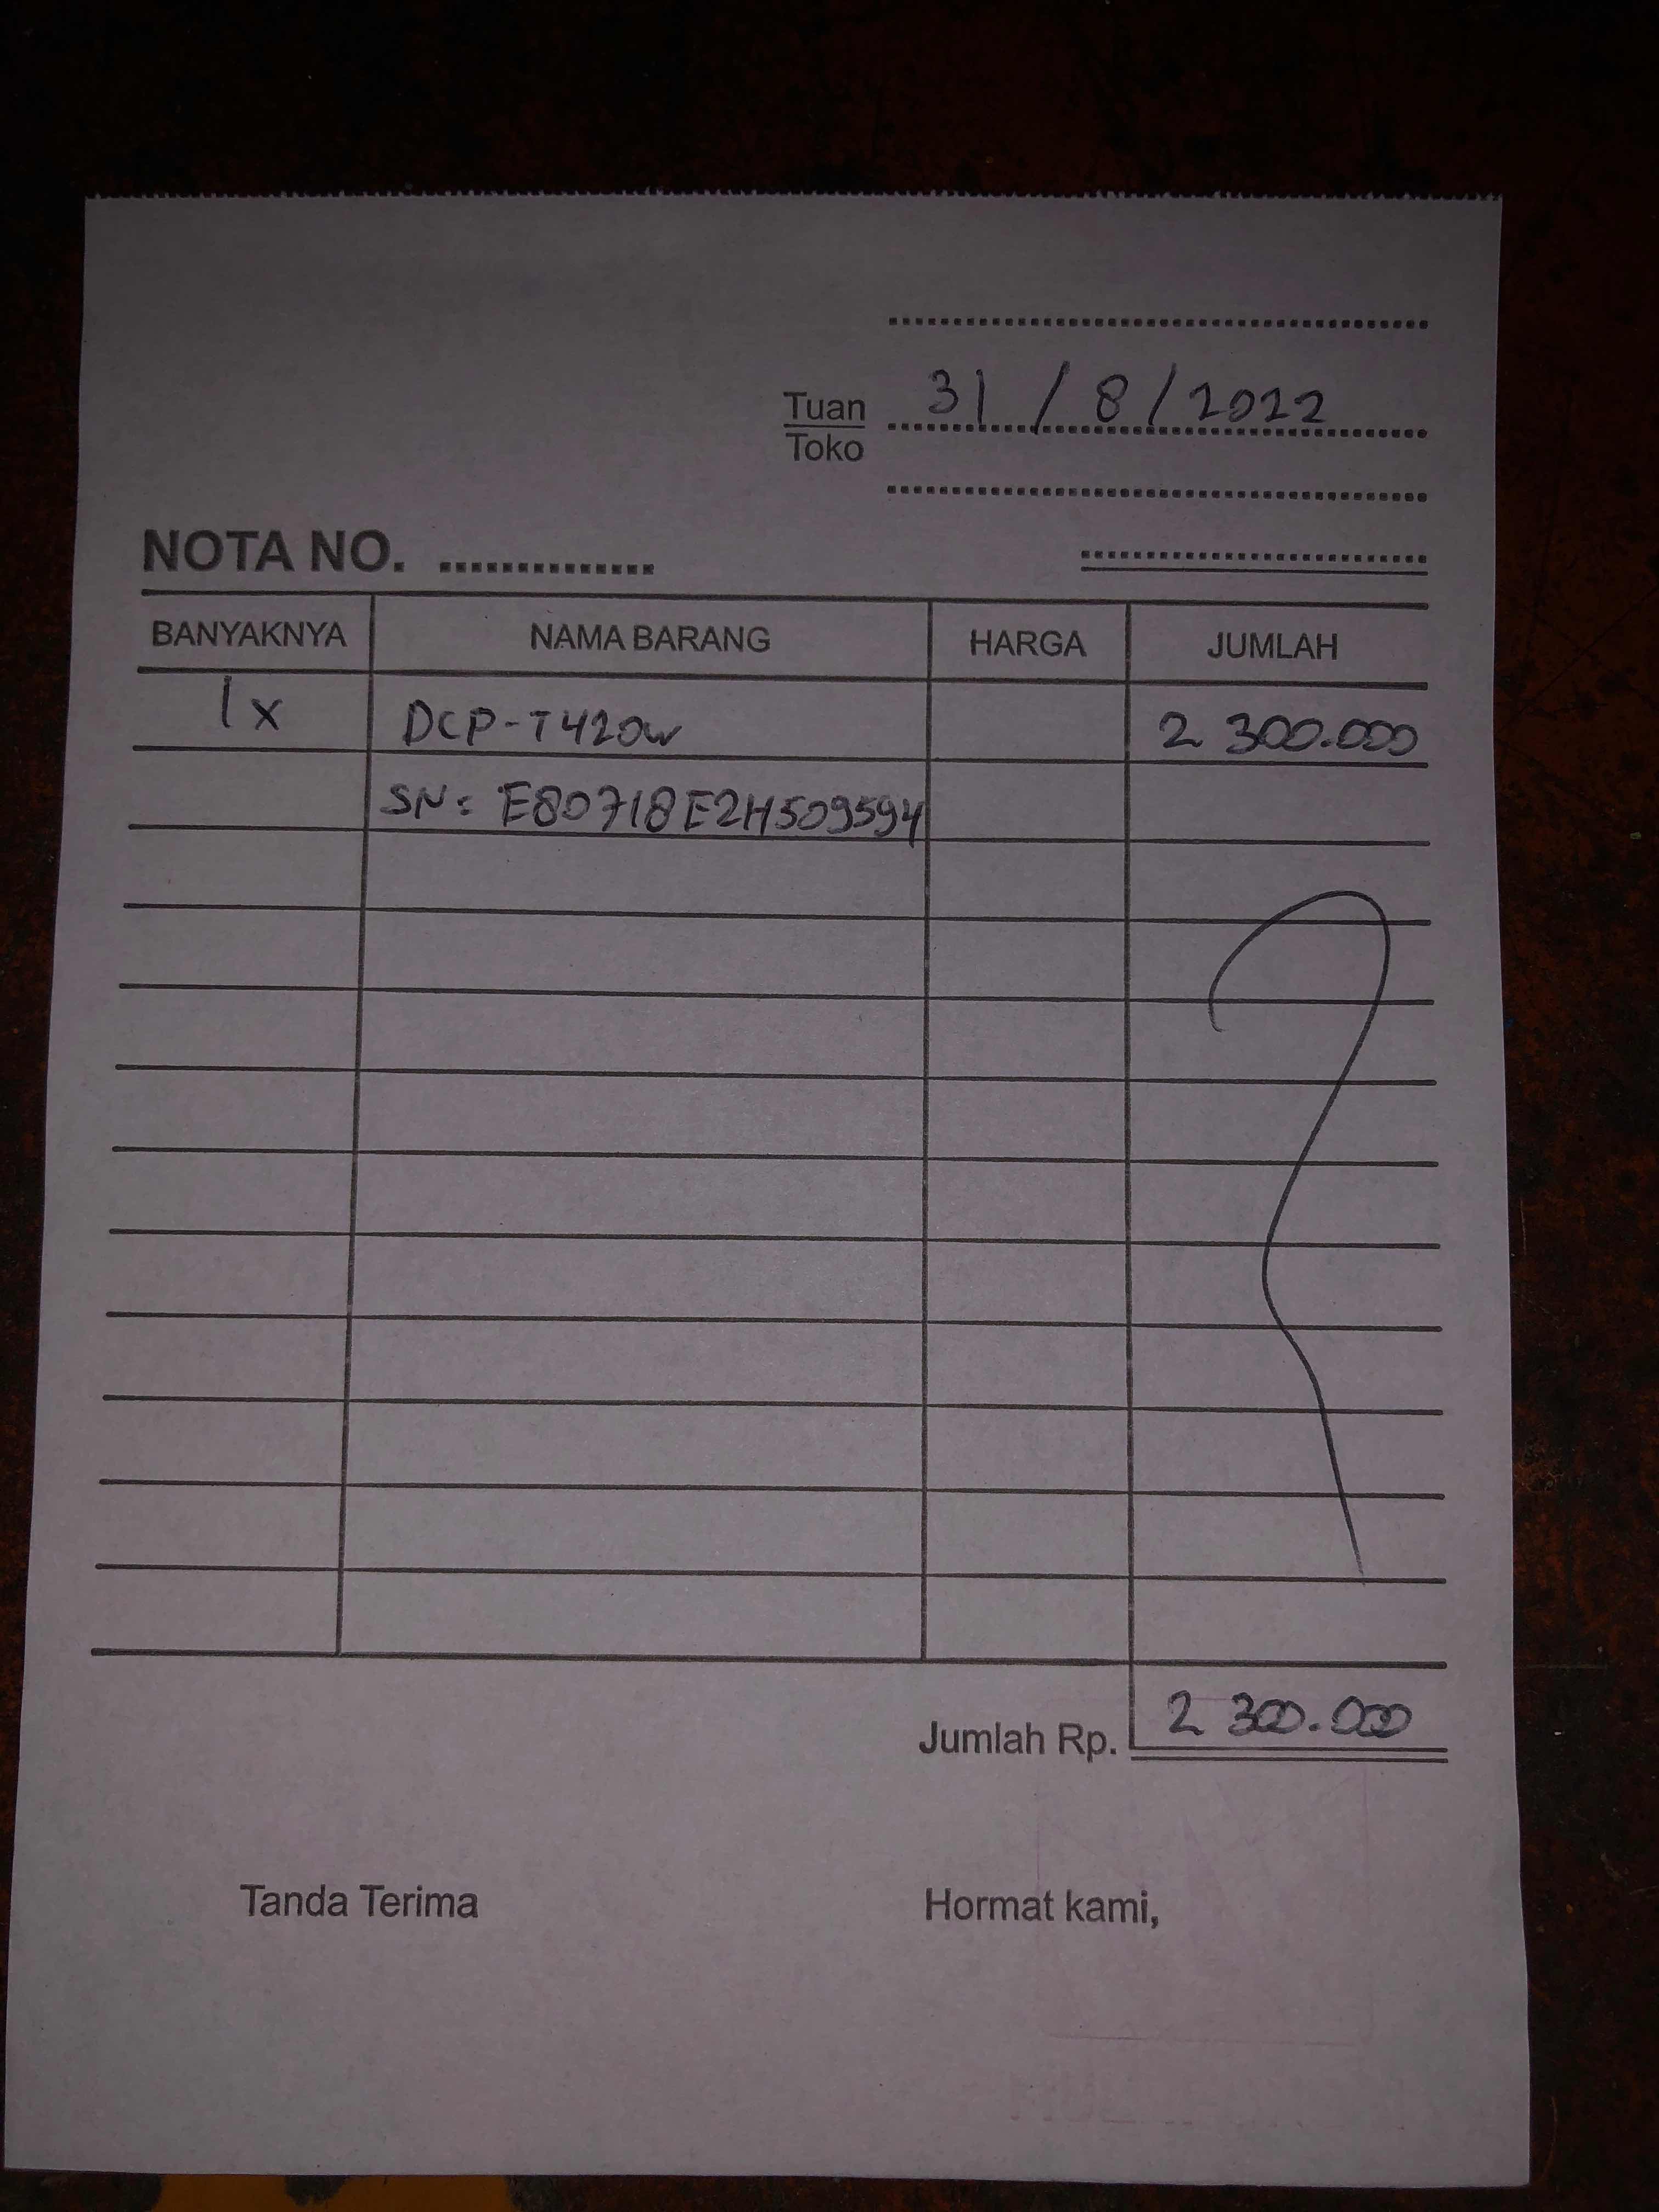 31 / 8 / 2022
Tuan
Toko
NOTA NO.
BANYAKNYA NAMA BARANG HARGA JUMLAH
1x DCP-T420w 2 300.000
SN: E80718E2H509594
Jumlah Rp. 2 300.000
Tanda Terima Hormat kami,